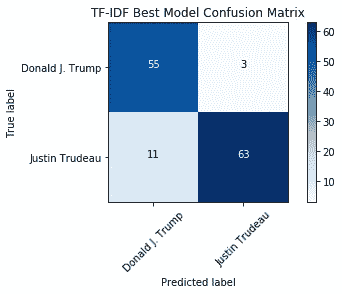 TF-IDF Best Model Confusion Matrix
True label
Donald J. Trump
55
3
Justin Trudeau
11
63
60
50
40
30
20
10
Donald J. Trump
Justin Trudeau
Predicted label